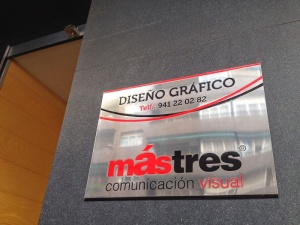 DISEÑO GRÁFICO
Telf.: 941 22 02 82
mástres®
comunicación visual